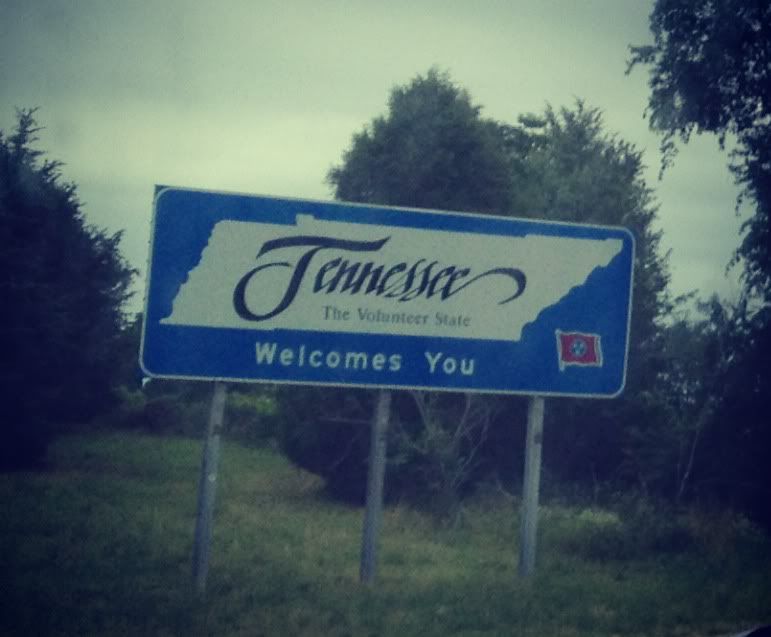 Tennessee
The Volunteer State
Welcomes You